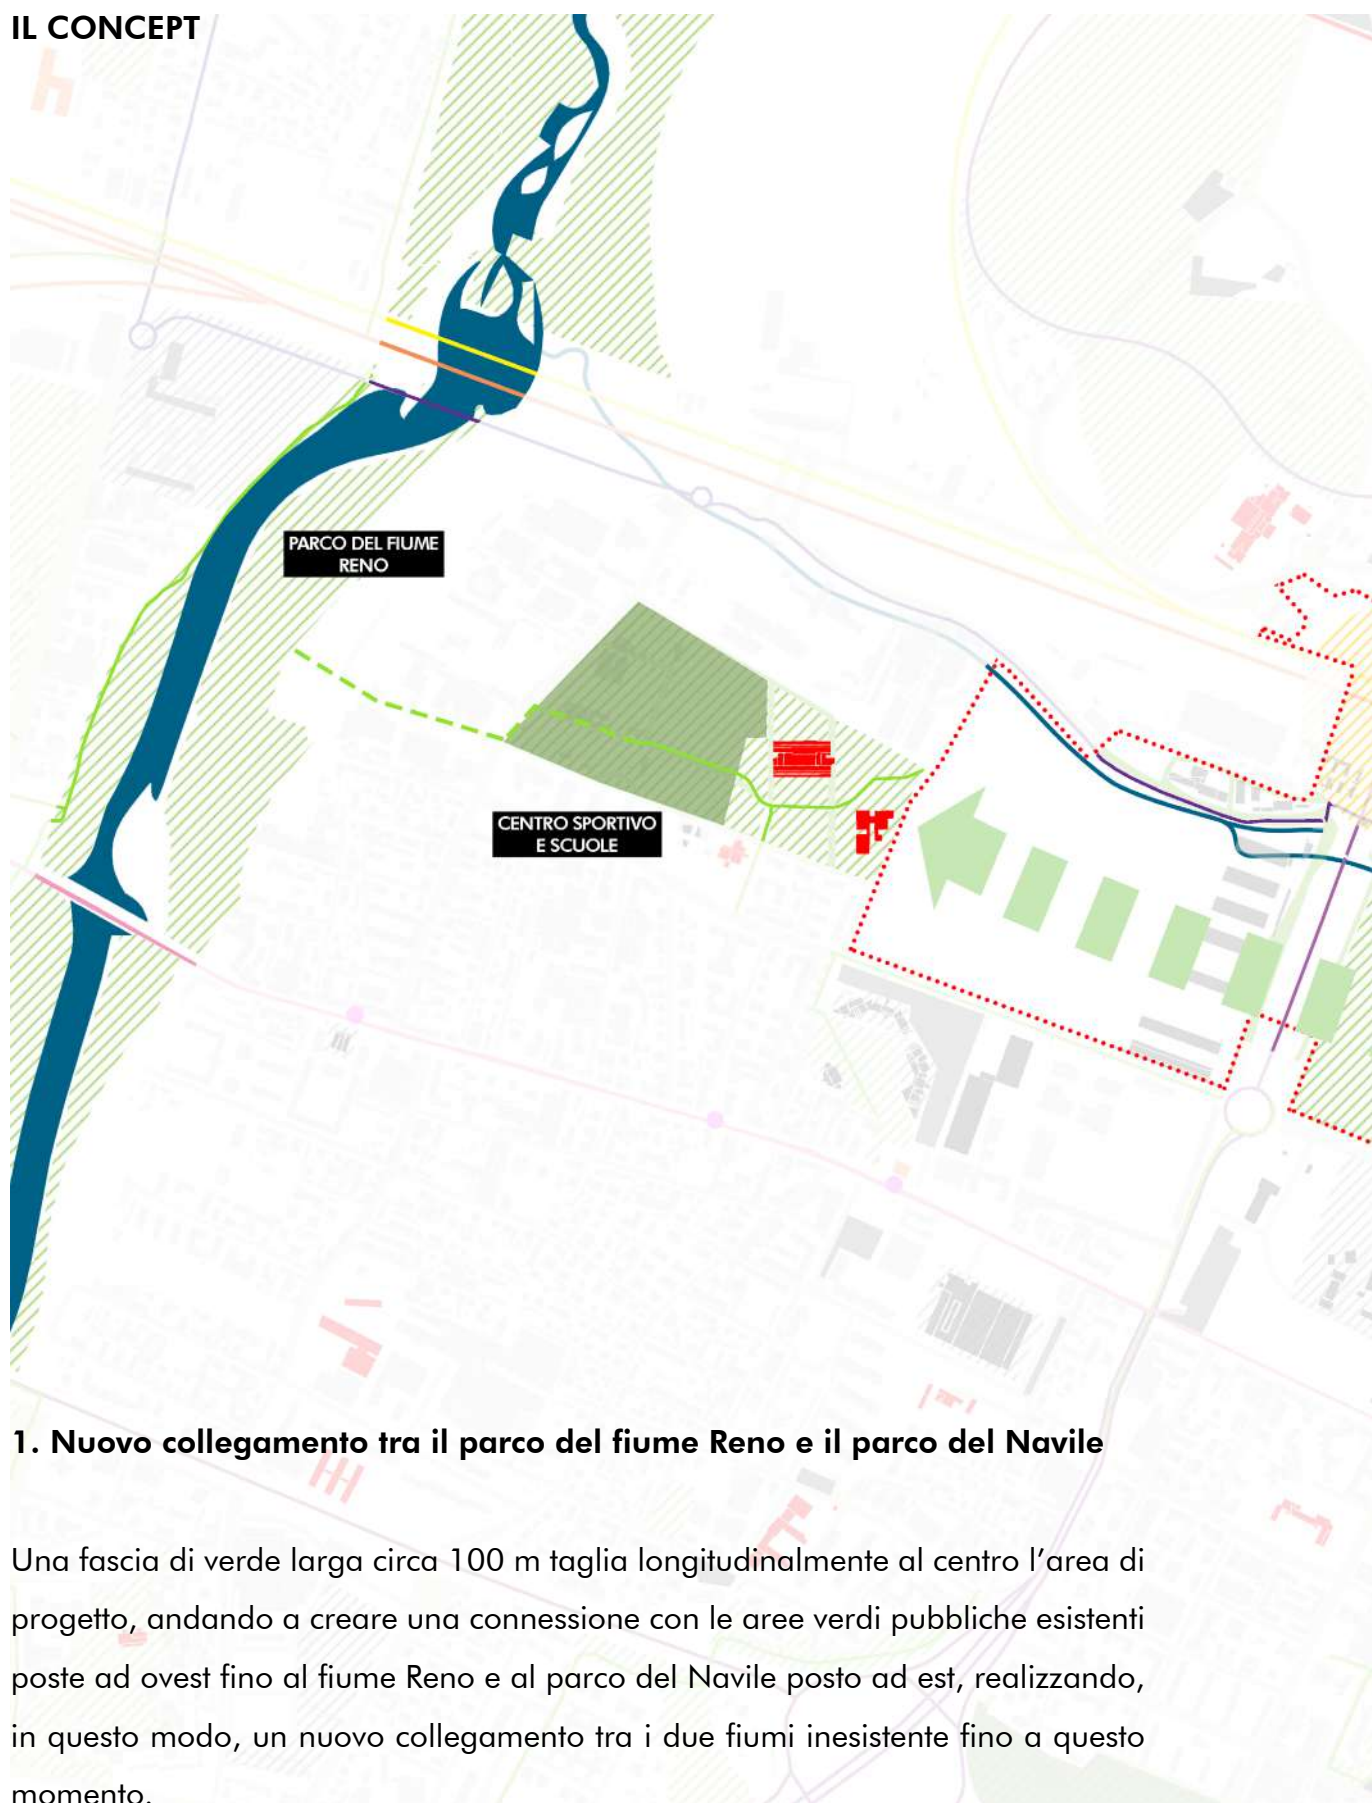 IL CONCEPT
PARCO DEL FIUME
RENO
CENTRO SPORTIVO
E SCUOLE
1. Nuovo collegamento tra il parco del fiume Reno e il parco del Navile
Una fascia di verde larga circa 100 m taglia longitudinalmente al centro l’area di
progetto, andando a creare una connessione con le aree verdi pubbliche esistenti
poste ad ovest fino al fiume Reno e al parco del Navile posto ad est, realizzando,
in questo modo, un nuovo collegamento tra i due fiumi inesistente fino a questo
momento.